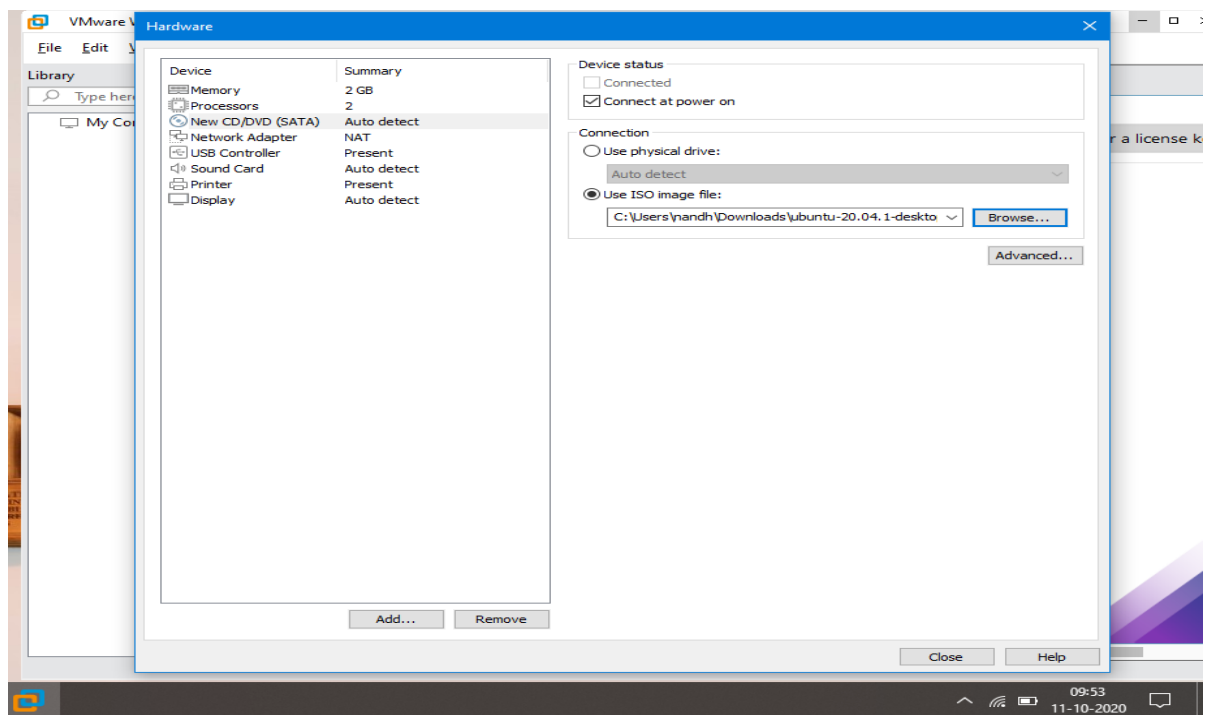 VMware
Hardware
File Edit
Library
Type here
My Co
Device Summary
Memory 2 GB
Processors 2
New CD/DVD (SATA) Auto detect
Network Adapter NAT
USB Controller Present
Sound Card Auto detect
Printer Present
Display Auto detect
Add... Remove
Device status
Connected
Connect at power on
Connection
Use physical drive:
Auto detect
Use ISO image file:
C:\Users\nandh\Downloads\ubuntu-20.04.1-deskto Browse...
Advanced...
r a license k
Close Help
09:53
11-10-2020